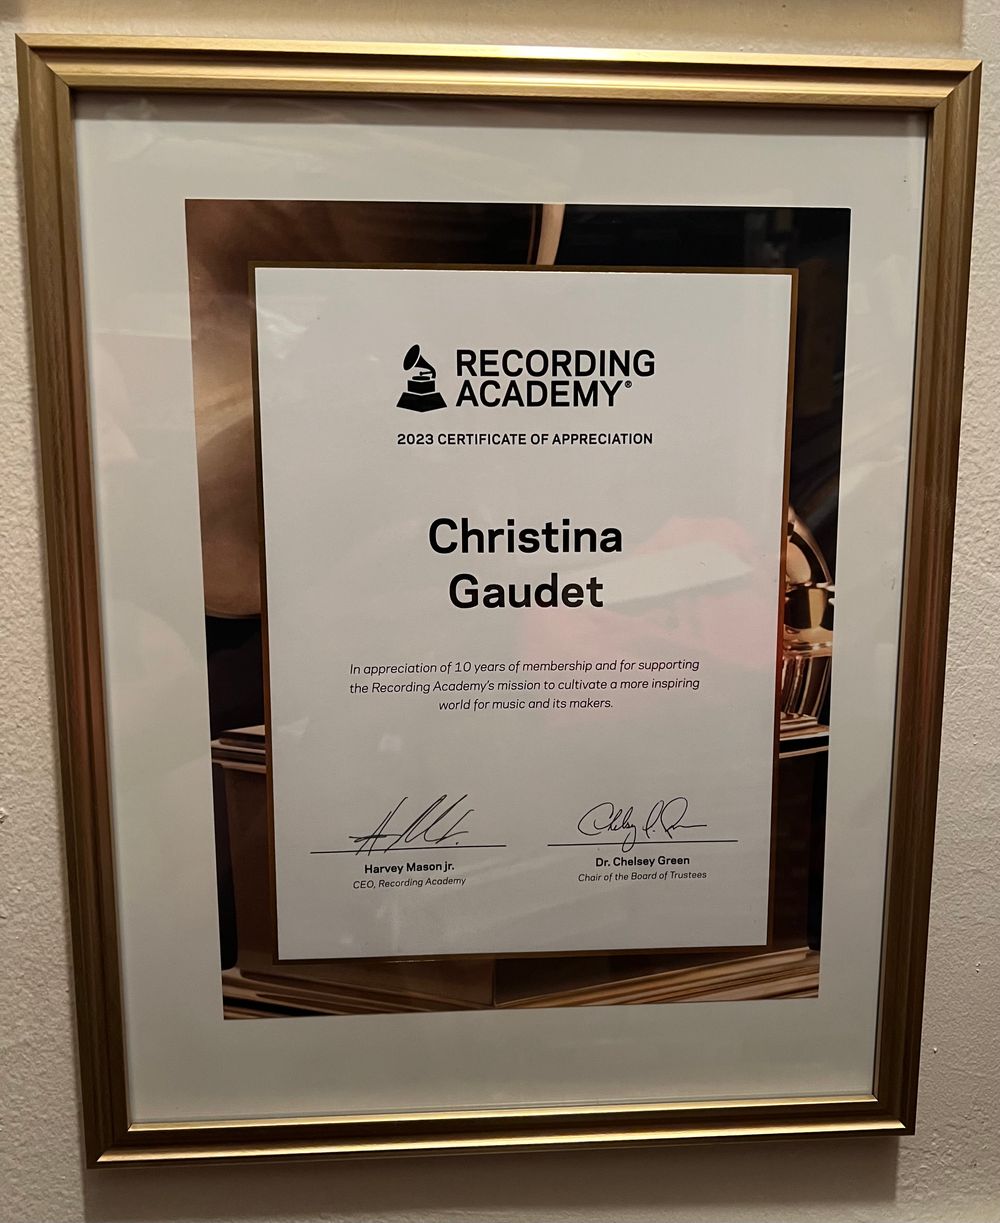 RECORDING
ACADEMY®
2023 CERTIFICATE OF APPRECIATION
Christina
Gaudet
In appreciation of 10 years of membership and for supporting
the Recording Academy's mission to cultivate a more inspiring
world for music and its makers.
Harvey Mason jr.
CEO, Recording Academy
Dr. Chelsey Green
Chair of the Board of Trustees